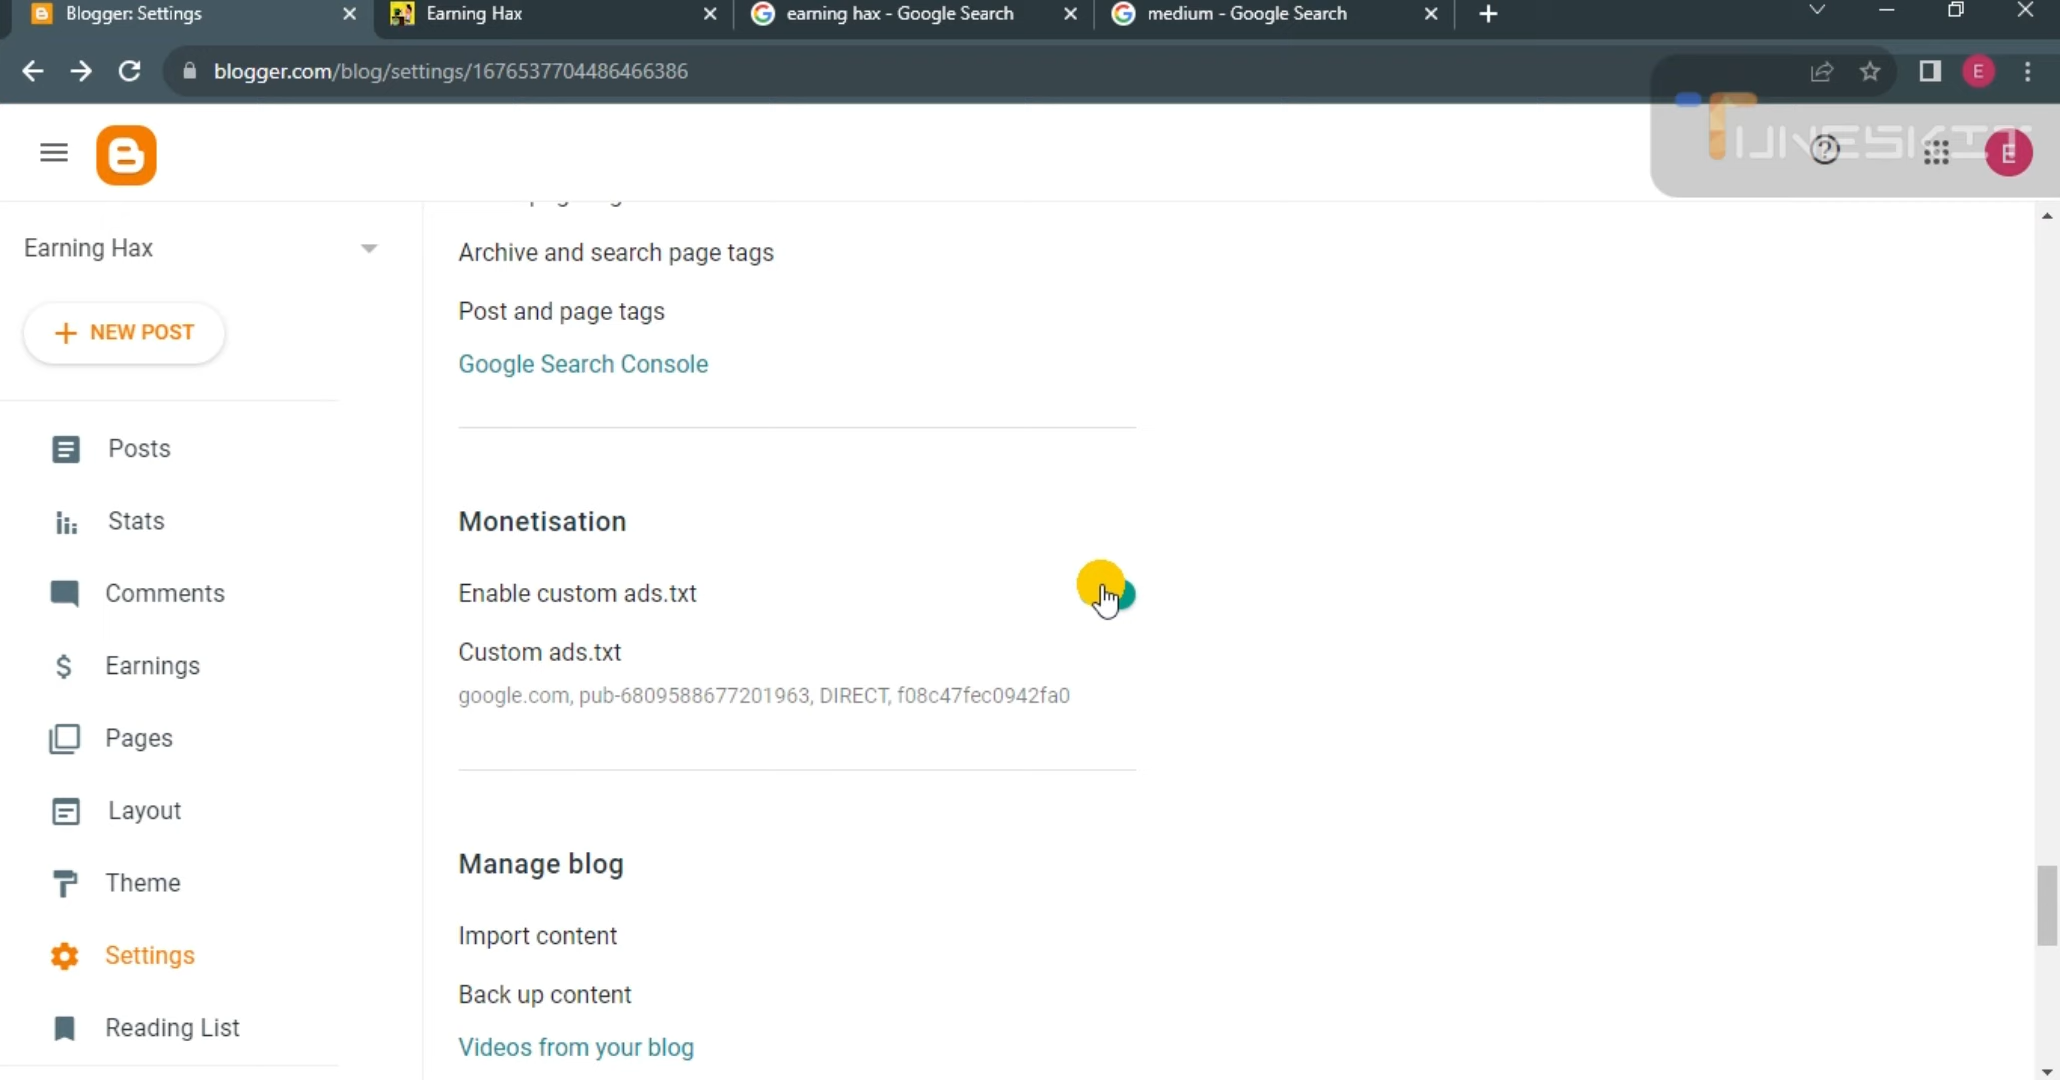 Blogger: Settings
Earning Hax
earning hax - Google Search
medium - Google Search
blogger.com/blog/settings/1676537704486466386
E
TUNESKIT
E
Earning Hax
NEW POST
Posts
Stats
Comments
Earnings
Pages
Layout
Theme
Settings
Reading List
Archive and search page tags
Post and page tags
Google Search Console
Monetisation
Enable custom ads.txt
Custom ads.txt
google.com, pub-6809588677201963, DIRECT, f08c47fec0942fa0
Manage blog
Import content
Back up content
Videos from your blog